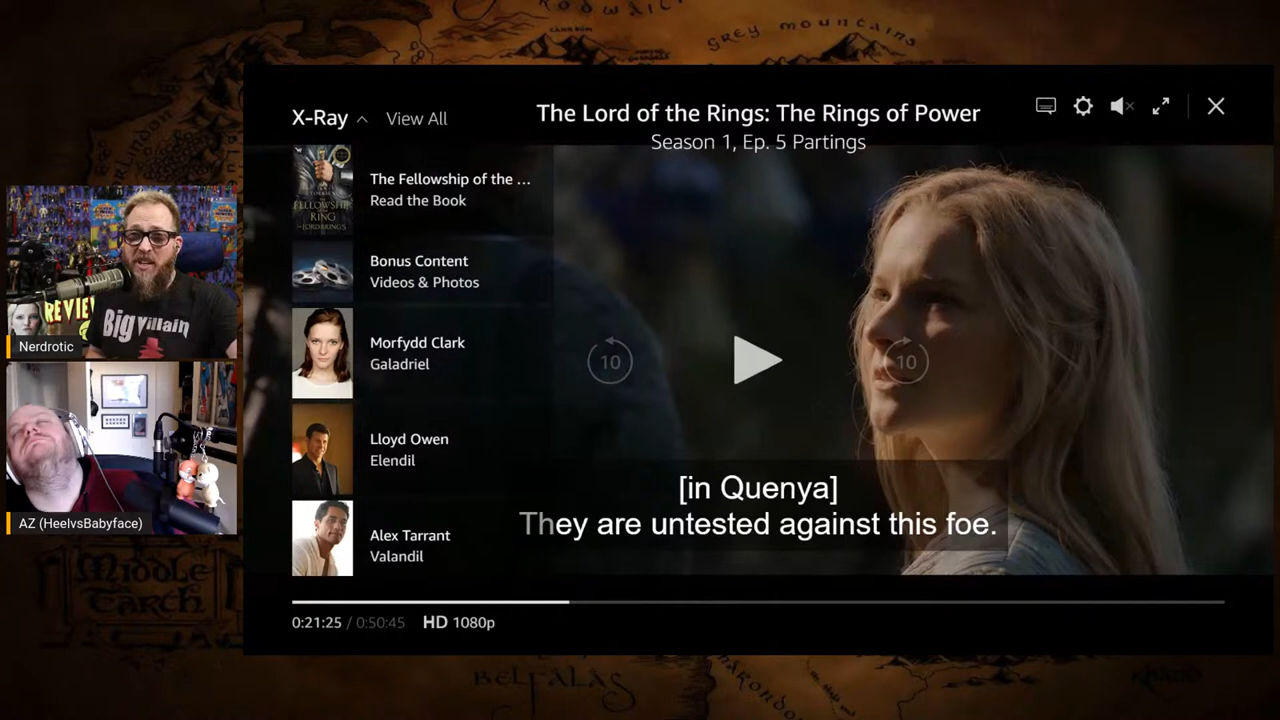 GREY MOUNTAINS
X-Ray
View All
The Lord of the Rings: The Rings of Power
Season 1, Ep. 5 Partings
The Fellowship of the ...
Read the Book
FELLOWSHIP
RING
Bonus Content
Videos & Photos
Morfydd Clark
Galadriel
10
10
REVIEW
Big Villain
Nerdrotic
Lloyd Owen
Elendil
[in Quenya]
They are untested against this foe.
AZ (HeelvsBabyface)
Alex Tarrant
Valandil
0:21:25 / 0:50:45
HD 1080p
MIDDLE
EARTH
BELFALAS